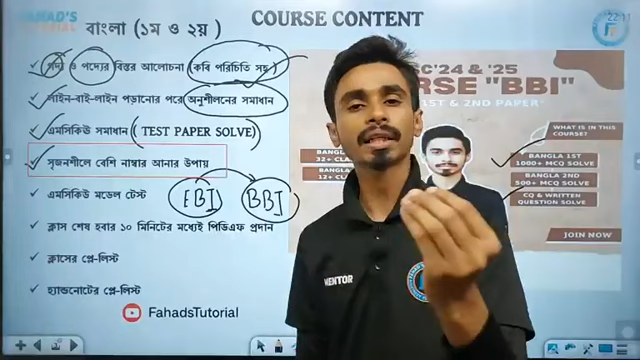 FAHAD'S
TUTORIAL
বাংলা (১ম ও ২য়)
COURSE CONTENT
22:11
গদ্য ও পদ্যের বিস্তর আলোচনা (কবি পরিচিতি সহ)
লাইন-বাই-লাইন পড়ানোর পরে অনুশীলনের সমাধান
এমসিকিউ সমাধান ( TEST PAPER SOLVE)
সৃজনশীলে বেশি নাম্বার আনার উপায়
এমসিকিউ মডেল টেস্ট
EBI BBI
ক্লাস শেষ হবার ১০ মিনিটের মধ্যেই পিডিএফ প্রদান
ক্লাসের প্লে-লিস্ট
হ্যান্ডনোটের প্লে-লিস্ট
FahadsTutorial
'24 & '25
"BBI"
1ST & 2ND PAPER
WHAT IS IN THIS
COURSE?
BANGLA 1ST
1000+ MCQ SOLVE
BANGLA 2ND
500+ MCQ SOLVE
CQ & WRITTEN
QUESTION SOLVE
32+
12+
JOIN NOW
MENTOR